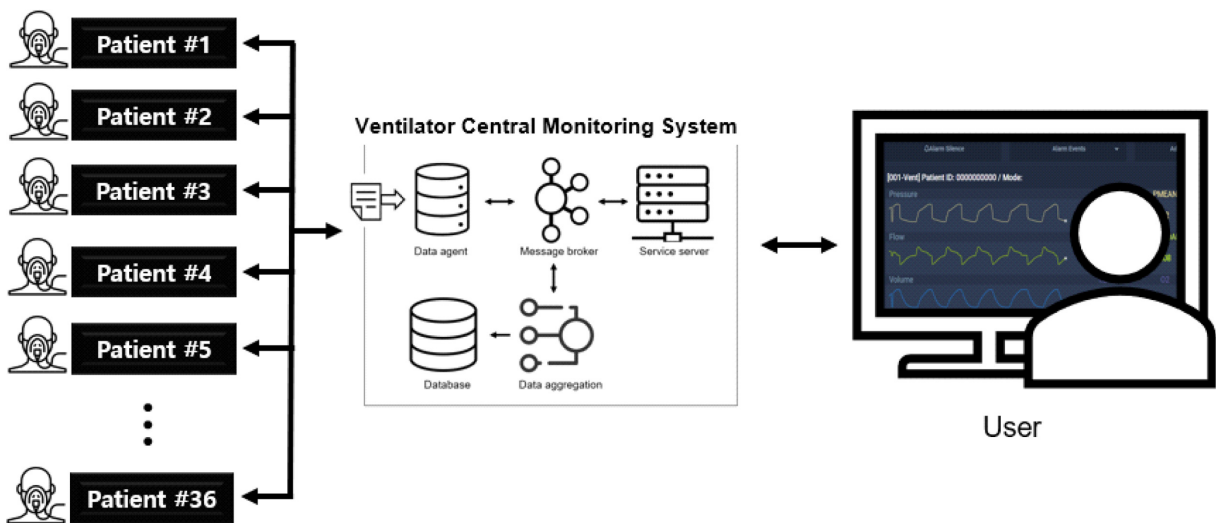 Patient #1
Patient #2
Patient #3
Patient #4
Patient #5
Patient #36
Ventilator Central Monitoring System
Data agent
Message broker
Service server
Database
Data aggregation
Alarm Silence
Alarm Events
[001-Vent] Patient ID: 0000000000 / Mode:
Pressure
PMEAN
Flow
Volume
O2
User